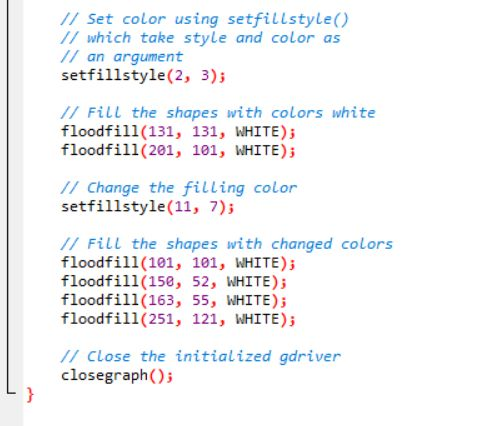 // Set color using setfillstyle()
// which take style and color as
// an argument
setfillstyle(2, 3);
// Fill the shapes with colors white
floodfill(131, 131, WHITE);
floodfill(201, 101, WHITE);
// Change the filling color
setfillstyle(11, 7);
// Fill the shapes with changed colors
floodfill(101, 101, WHITE);
floodfill(150, 52, WHITE);
floodfill(163, 55, WHITE);
floodfill(251, 121, WHITE);
// Close the initialized gdriver
closegraph();
}